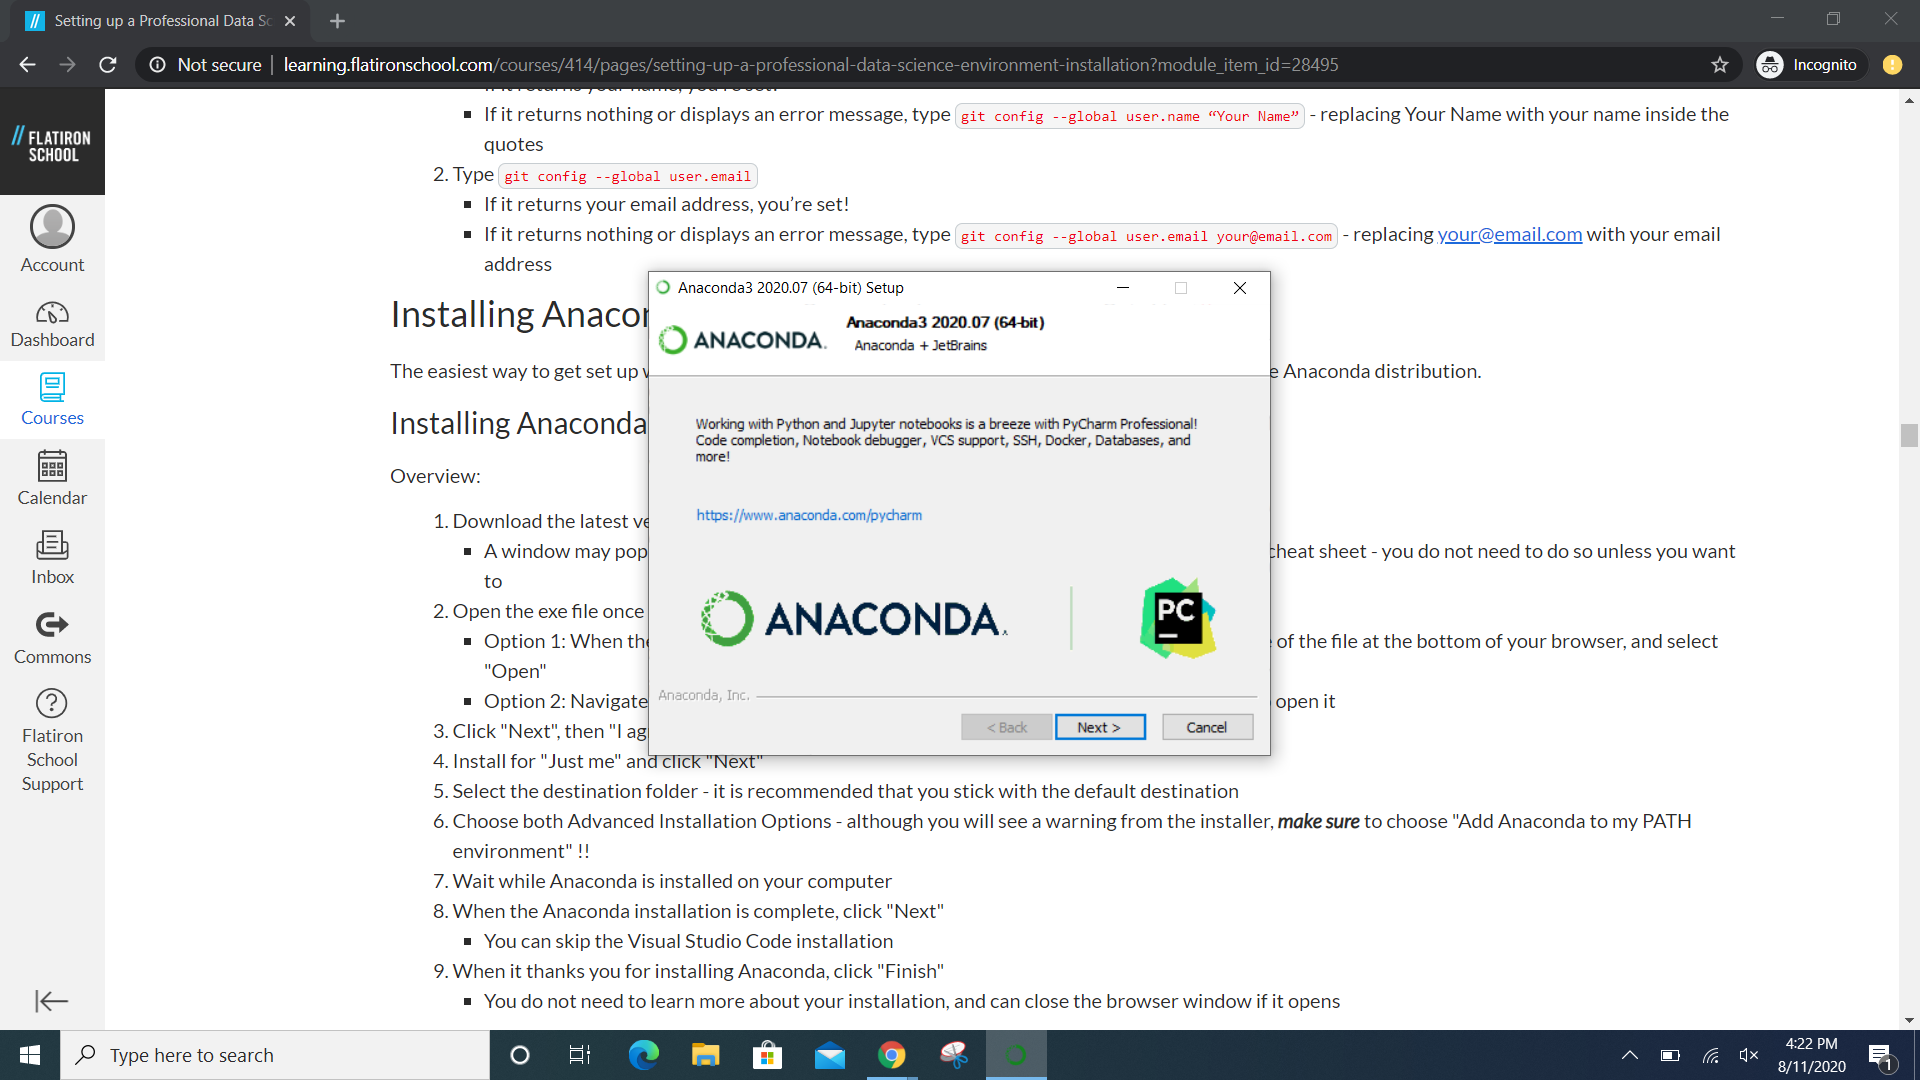 Setting up a Professional Data Sc
Not secure
learning.flatironschool.com/courses/414/pages/setting-up-a-professional-data-science-environment-installation?module_item_id=28495
Incognito
FLATIRON
SCHOOL
Account
Dashboard
Courses
Calendar
Inbox
Commons
Flatiron
School
Support
If it returns nothing or displays an error message, type git config --global user.name “Your Name” - replacing Your Name with your name inside the
quotes
2. Type git config --global user.email
If it returns your email address, you’re set!
If it returns nothing or displays an error message, type git config --global user.email your@email.com - replacing your@email.com with your email
address
Installing Anacon
The easiest way to get set up
e Anaconda distribution.
Installing Anaconda
Overview:
1. Download the latest ve
A window may pop
cheat sheet - you do not need to do so unless you want
to
2. Open the exe file once
Option 1: When the
of the file at the bottom of your browser, and select
"Open"
Option 2: Navigate
open it
3. Click "Next", then "I ag
4. Install for "Just me" and click "Next"
5. Select the destination folder - it is recommended that you stick with the default destination
6. Choose both Advanced Installation Options - although you will see a warning from the installer, make sure to choose "Add Anaconda to my PATH
environment" !!
7. Wait while Anaconda is installed on your computer
8. When the Anaconda installation is complete, click "Next"
You can skip the Visual Studio Code installation
9. When it thanks you for installing Anaconda, click "Finish"
You do not need to learn more about your installation, and can close the browser window if it opens
Anaconda3 2020.07 (64-bit) Setup
ANACONDA.
Anaconda3 2020.07 (64-bit)
Anaconda + JetBrains
Working with Python and Jupyter notebooks is a breeze with PyCharm Professional!
Code completion, Notebook debugger, VCS support, SSH, Docker, Databases, and
more!
https://www.anaconda.com/pycharm
ANACONDA.
PC
Anaconda, Inc.
< Back
Next >
Cancel
Type here to search
4:22 PM
8/11/2020
1